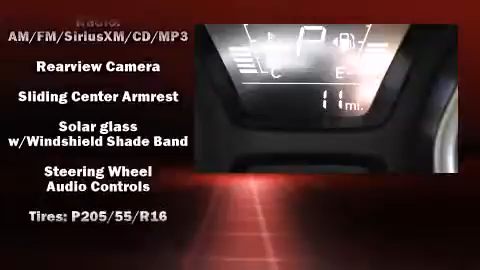 Radio:
AM/FM/SiriusXM/CD/MP3
Rearview Camera
Sliding Center Armrest
Solar glass
w/Windshield Shade Band
Steering Wheel
Audio Controls
Tires: P205/55/R16
P
C
E
11 mi.